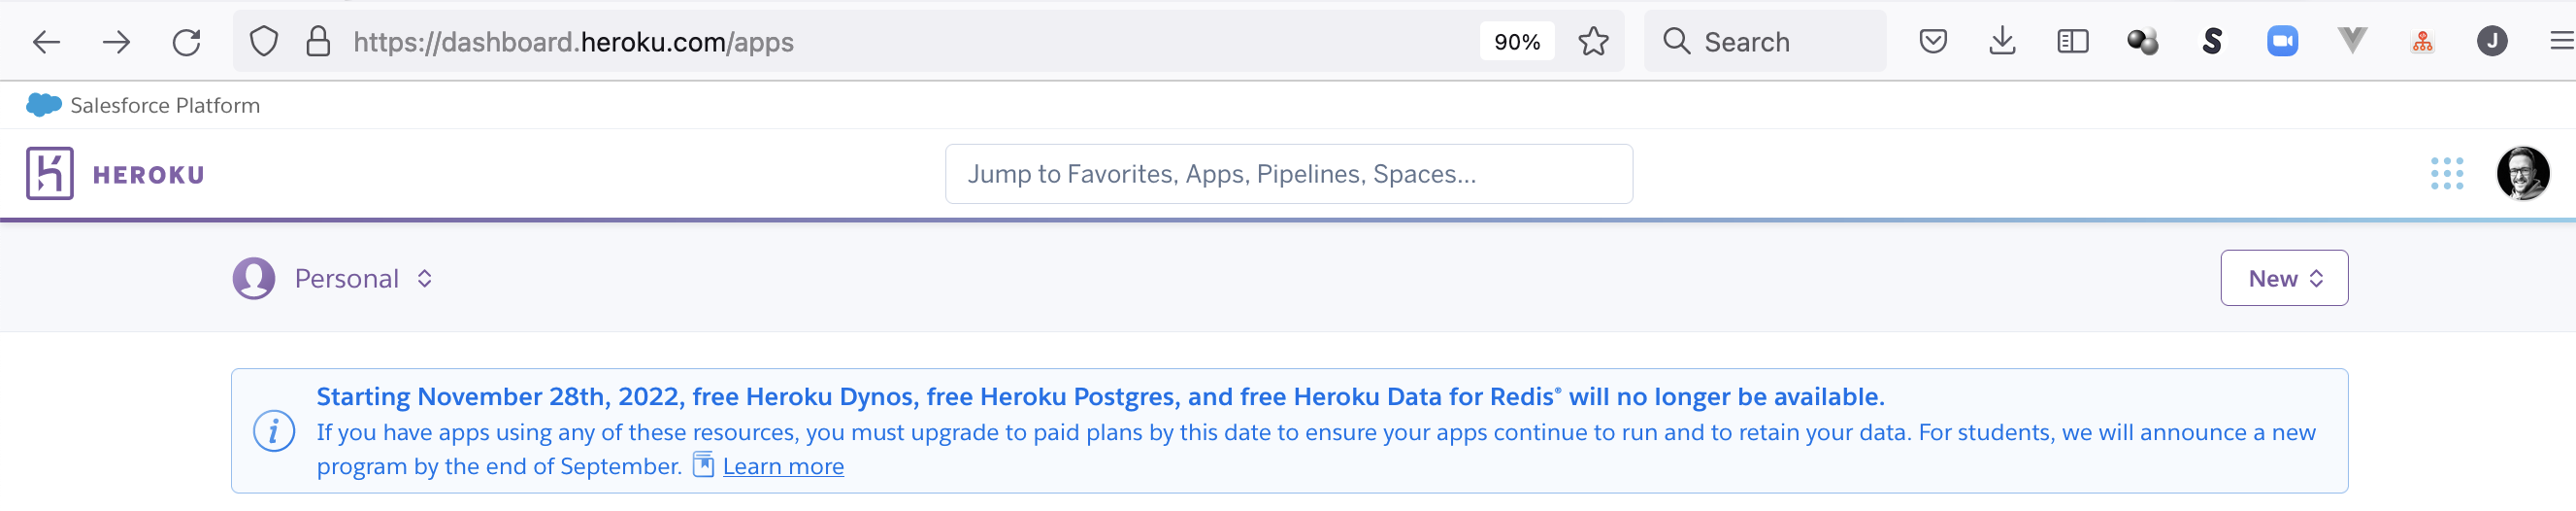 https://dashboard.heroku.com/apps
90%
Search
J
Salesforce Platform
HEROKU
Jump to Favorites, Apps, Pipelines, Spaces...
Personal
New
Starting November 28th, 2022, free Heroku Dynos, free Heroku Postgres, and free Heroku Data for Redis® will no longer be available.
If you have apps using any of these resources, you must upgrade to paid plans by this date to ensure your apps continue to run and to retain your data. For students, we will announce a new
program by the end of September. Learn more